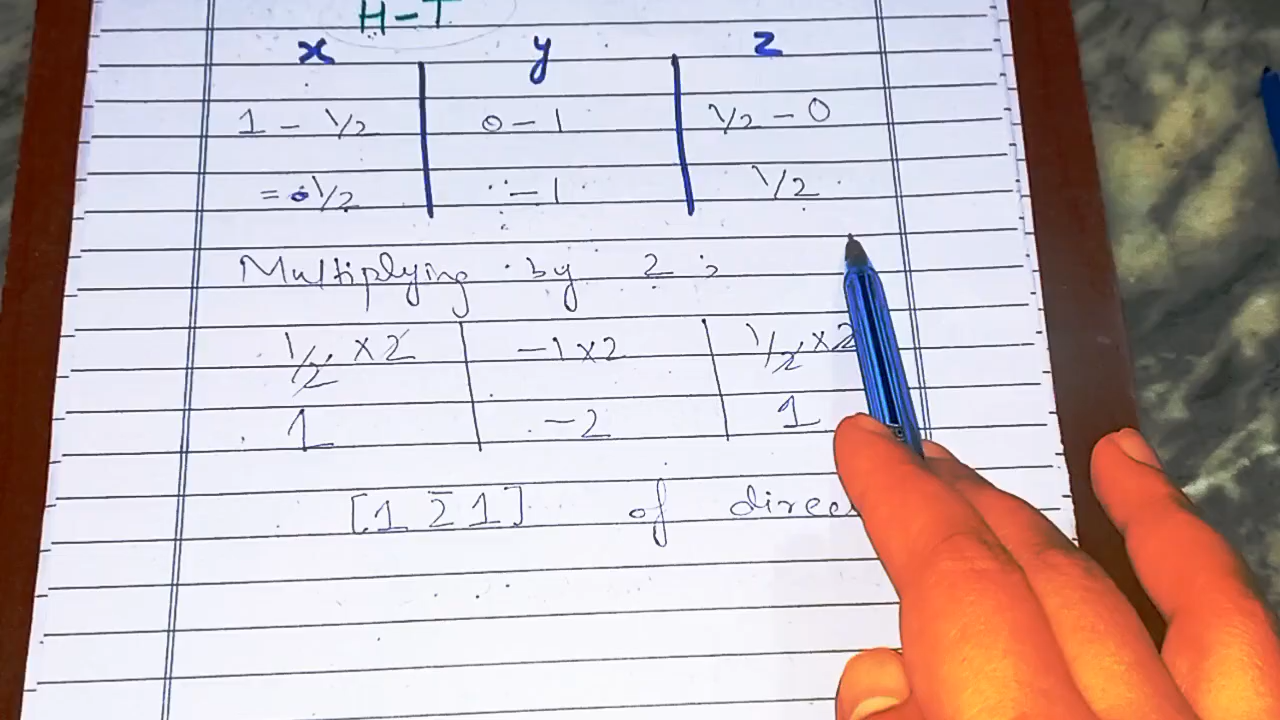 H-T
x y z
1 - 1/2 0 - 1 1/2 - 0
= 1/2 - 1 1/2
Multiplying by 2 ;
1/2 ×2 -1×2 1/2 ×2
1 -2 1
[1 2̅ 1] of direc